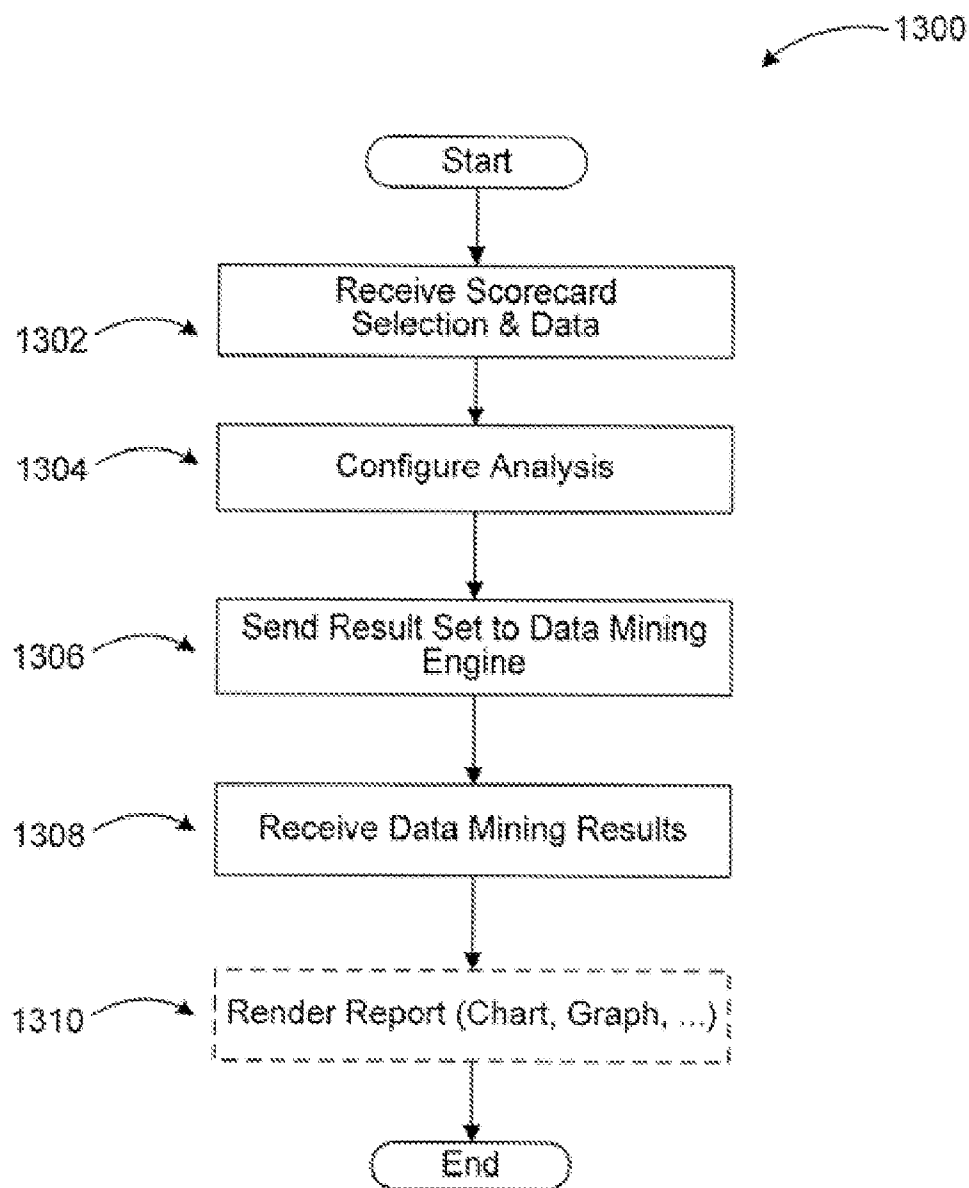 1300
Start
Receive Scorecard
Selection & Data
1302
Configure Analysis
1304
Send Result Set to Data Mining
Engine
1306
Receive Data Mining Results
1308
Render Report (Chart, Graph, ...)
1310
End